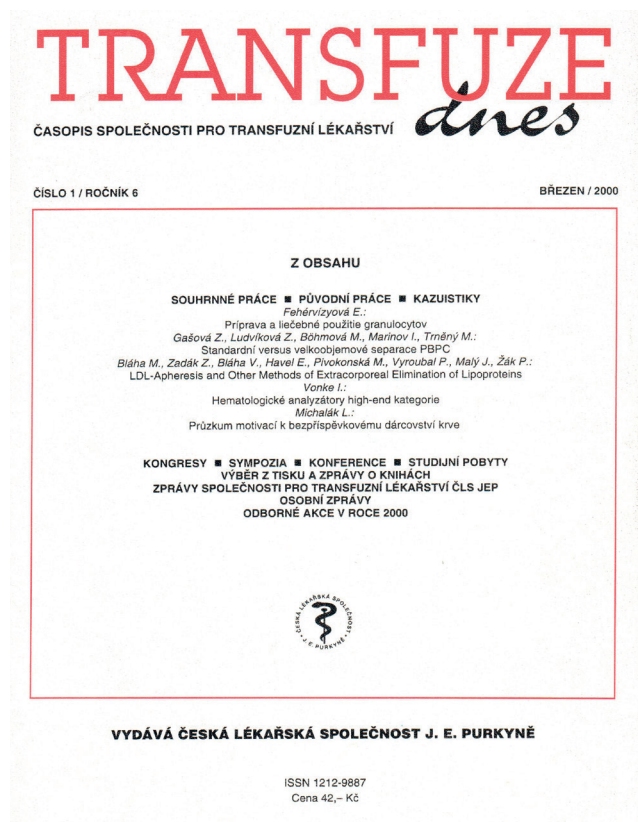 TRANSFUZE
dnes
ČASOPIS SPOLEČNOSTI PRO TRANSFUZNÍ LÉKAŘSTVÍ
ČÍSLO 1 / ROČNÍK 6
BŘEZEN / 2000
Z OBSAHU
SOUHRNNÉ PRÁCE ■ PŮVODNÍ PRÁCE ■ KAZUISTIKY
Fehérvízyová E.:
Príprava a liečebné použitie granulocytov
Gašová Z., Ludvíková Z., Böhmová M., Marinov I., Trněný M.:
Standardní versus velkoobjemové separace PBPC
Bláha M., Zadák Z., Bláha V., Havel E., Pivokonská M., Vyroubal P., Malý J., Žák P.:
LDL-Apheresis and Other Methods of Extracorporeal Elimination of Lipoproteins
Vonke I.:
Hematologické analyzátory high-end kategorie
Michalák L.:
Průzkum motivací k bezpříspěvkovému dárcovství krve
KONGRESY ■ SYMPOZIA ■ KONFERENCE ■ STUDIJNÍ POBYTY
VÝBĚR Z TISKU A ZPRÁVY O KNIHÁCH
ZPRÁVY SPOLEČNOSTI PRO TRANSFUZNÍ LÉKAŘSTVÍ ČLS JEP
OSOBNÍ ZPRÁVY
ODBORNÉ AKCE V ROCE 2000
ČESKÁ LÉKAŘSKÁ SPOLEČNOST
• J. E. PURKYNĚ •
VYDÁVÁ ČESKÁ LÉKAŘSKÁ SPOLEČNOST J. E. PURKYNĚ
ISSN 1212-9887
Cena 42,– Kč